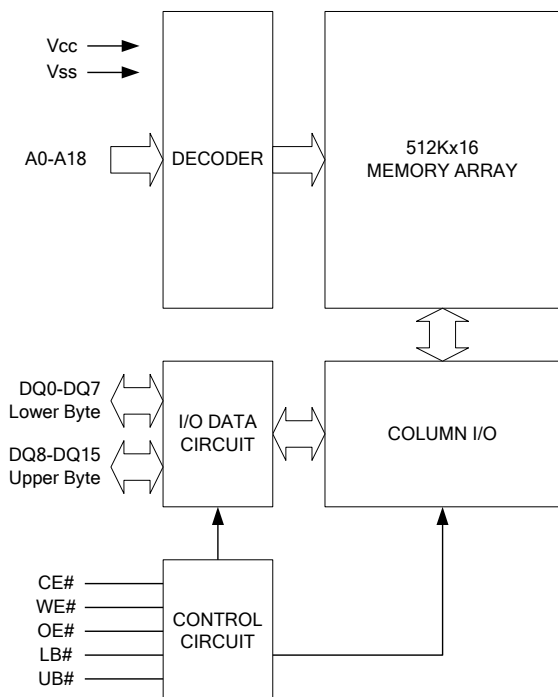 Vcc
Vss
A0-A18
DECODER
512Kx16
MEMORY ARRAY
DQ0-DQ7
Lower Byte
DQ8-DQ15
Upper Byte
I/O DATA
CIRCUIT
COLUMN I/O
CE#
WE#
OE#
LB#
UB#
CONTROL
CIRCUIT